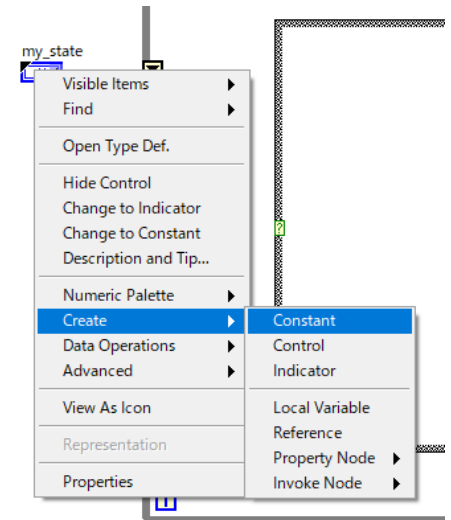 my_state
Visible Items
Find
Open Type Def.
Hide Control
Change to Indicator
Change to Constant
Description and Tip...
Numeric Palette
Create
Data Operations
Advanced
View As Icon
Representation
Properties
Constant
Control
Indicator
Local Variable
Reference
Property Node
Invoke Node
?
i